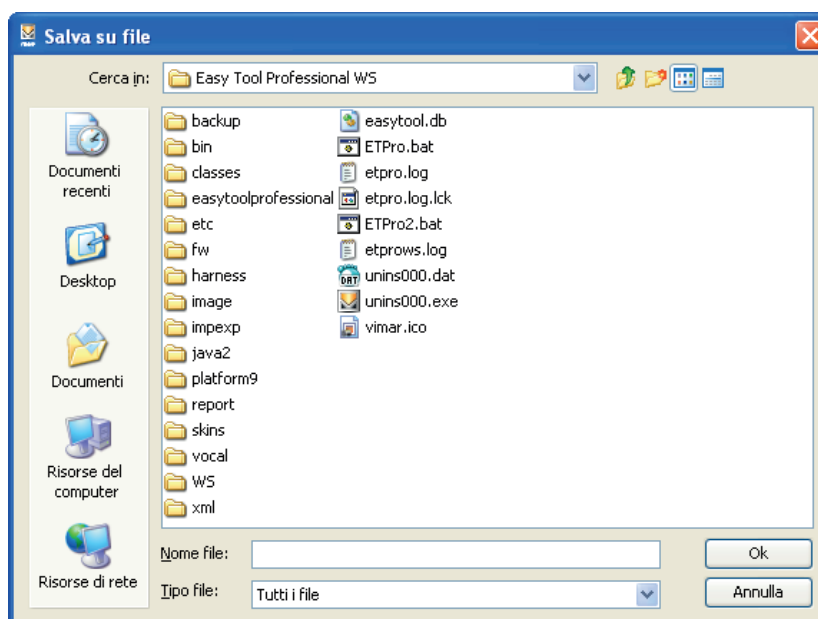 Salva su file
Cerca in:
Easy Tool Professional WS
Documenti
recenti
Desktop
Documenti
Risorse del
computer
Risorse di rete
backup
bin
classes
easytoolprofessional
etc
fw
harness
image
impexp
java2
platform9
report
skins
vocal
WS
xml
easytool.db
ETPro.bat
etpro.log
etpro.log.lck
ETPro2.bat
etprows.log
unins000.dat
unins000.exe
vimar.ico
Nome file:
Ok
Tipo file:
Tutti i file
Annulla